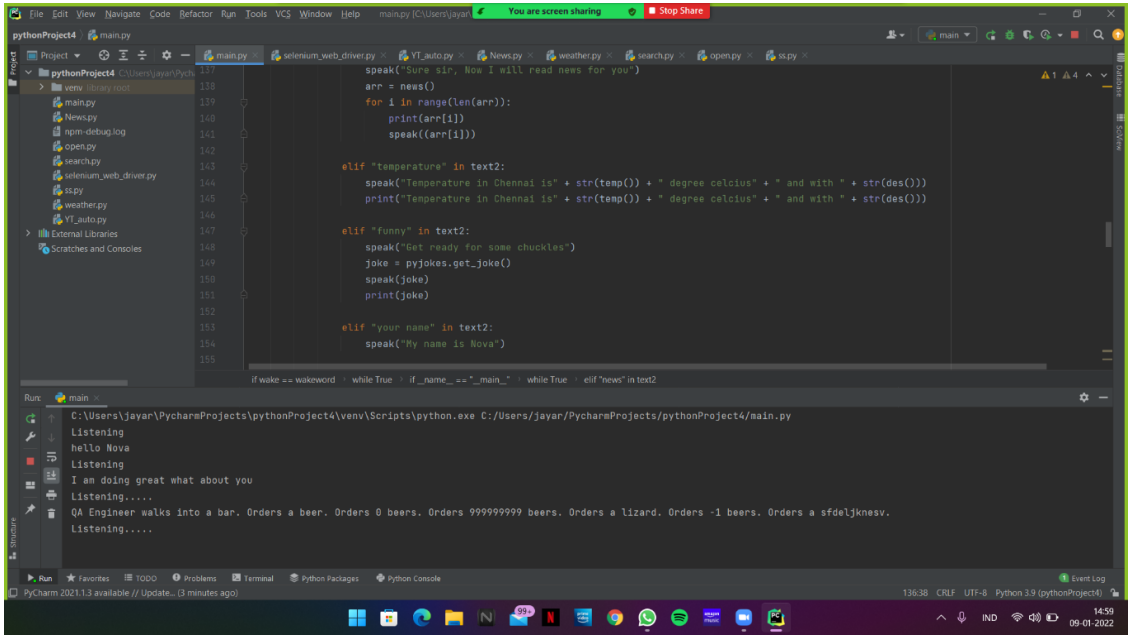 File Edit View Navigate Code Refactor Run Tools VCS Window Help main.py [C:\Users\jayar\
You are screen sharing Stop Share
pythonProject4 main.py
main
Project
main.py selenium_web_driver.py YT_auto.py News.py weather.py search.py open.py ss.py
pythonProject4 C:\Users\jayar\Pych
venv library root
main.py
News.py
npm-debug.log
open.py
search.py
selenium_web_driver.py
ss.py
weather.py
YT_auto.py
External Libraries
Scratches and Consoles
Project
Structure
Database
SciView
1 4
137 speak("Sure sir, Now I will read news for you")
138 arr = news()
139 for i in range(len(arr)):
140 print(arr[i])
141 speak((arr[i]))
142
143 elif "temperature" in text2:
144 speak("Temperature in Chennai is" + str(temp()) + " degree celcius" + " and with " + str(des()))
145 print("Temperature in Chennai is" + str(temp()) + " degree celcius" + " and with " + str(des()))
146
147 elif "funny" in text2:
148 speak("Get ready for some chuckles")
149 joke = pyjokes.get_joke()
150 speak(joke)
151 print(joke)
152
153 elif "your name" in text2:
154 speak("My name is Nova")
155
if wake == wakeword while True if __name__ == "__main__" while True elif "news" in text2
Run: main
C:\Users\jayar\PycharmProjects\pythonProject4\venv\Scripts\python.exe C:/Users/jayar/PycharmProjects/pythonProject4/main.py
Listening
hello Nova
Listening
I am doing great what about you
Listening.....
QA Engineer walks into a bar. Orders a beer. Orders 0 beers. Orders 999999999 beers. Orders a lizard. Orders -1 beers. Orders a sfdeljknesv.
Listening.....
Run Favorites TODO Problems Terminal Python Packages Python Console
1 Event Log
PyCharm 2021.1.3 available // Update... (3 minutes ago)
136:38 CRLF UTF-8 Python 3.9 (pythonProject4)
99+
IND
14:59
09-01-2022